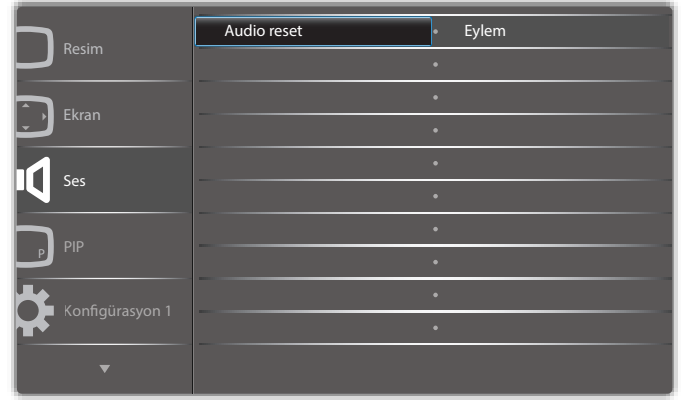 Resim
Ekran
Ses
P
PIP
Konfigürasyon 1
Audio reset
Eylem